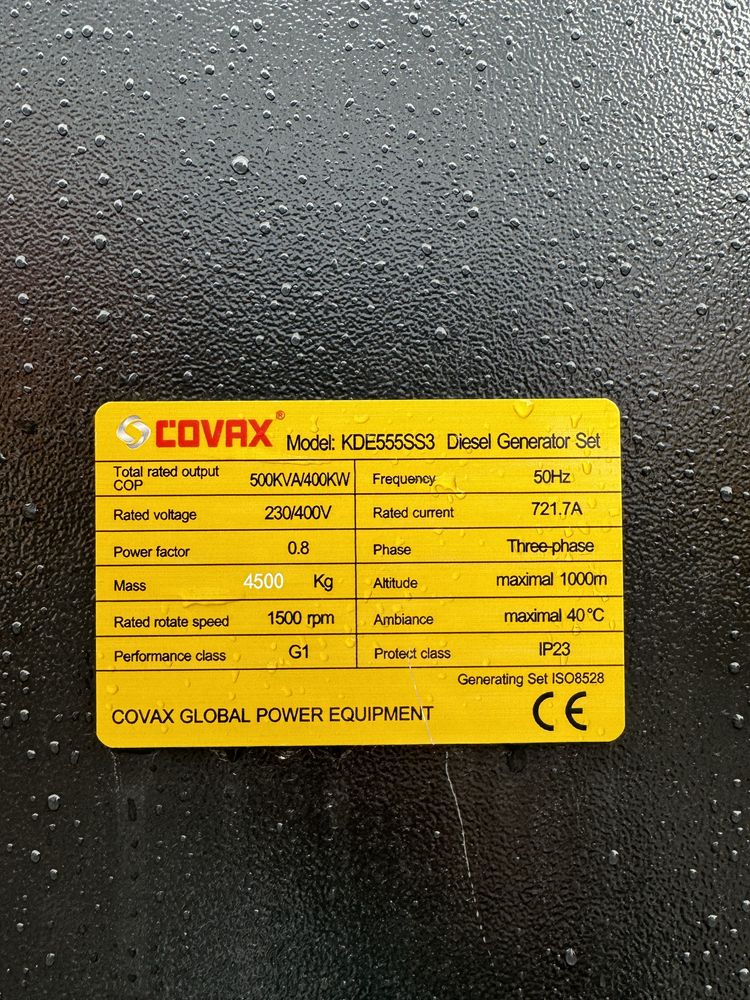 COVAX® Model: KDE555SS3 Diesel Generator Set
Total rated output COP 500KVA/400KW Frequency 50Hz
Rated voltage 230/400V Rated current 721.7A
Power factor 0.8 Phase Three-phase
Mass 4500 Kg Altitude maximal 1000m
Rated rotate speed 1500 rpm Ambiance maximal 40°C
Performance class G1 Protect class IP23
Generating Set ISO8528
COVAX GLOBAL POWER EQUIPMENT CE